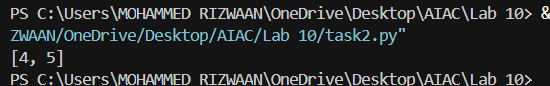 PS C:\Users\MOHAMMED RIZWAAN\OneDrive\Desktop\AIAC\Lab 10> &
ZWAAN/OneDrive/Desktop/AIAC/Lab 10/task2.py"
[4, 5]
PS C:\Users\MOHAMMED RIZWAAN\OneDrive\Desktop\AIAC\Lab 10>